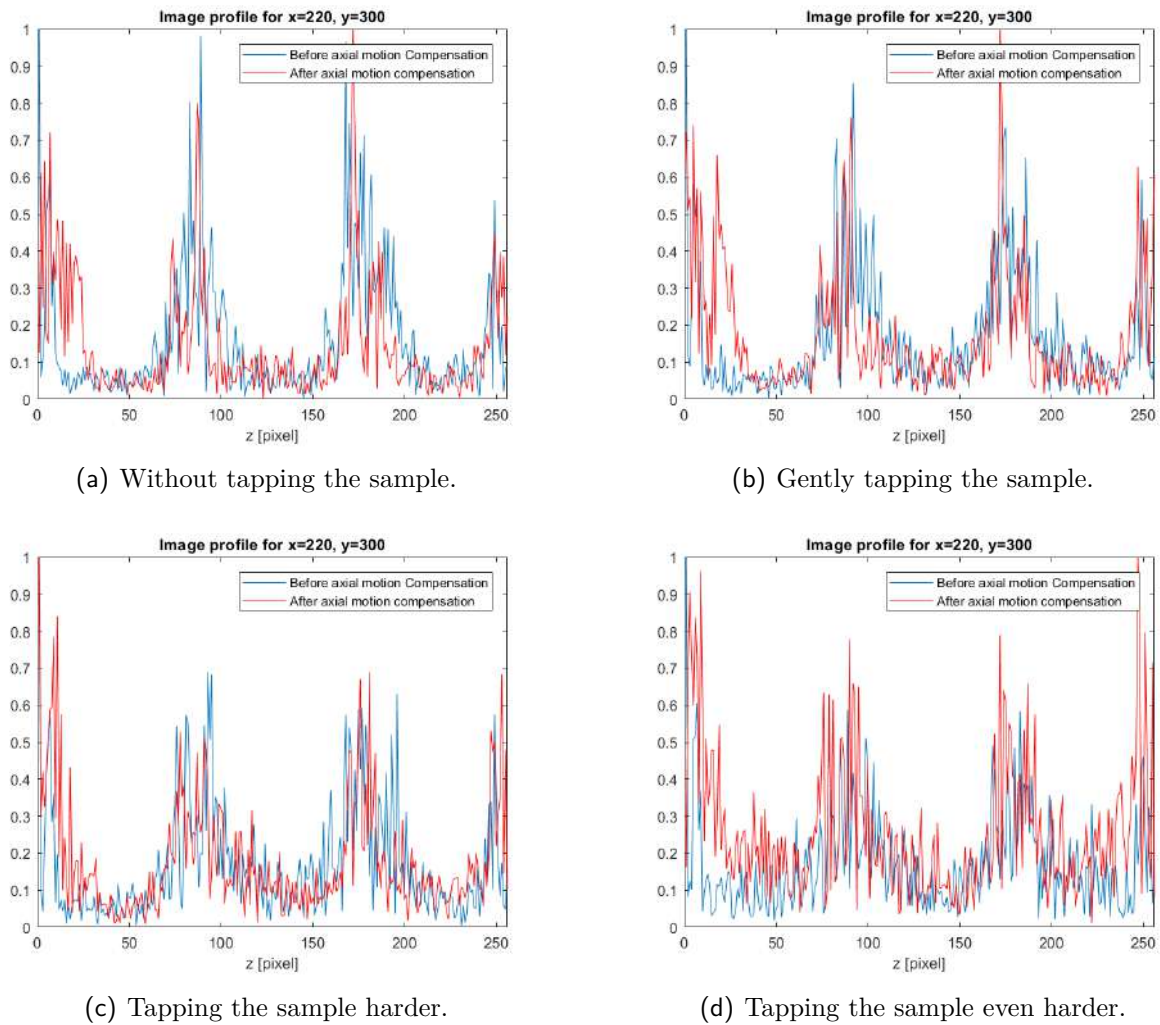 Image profile for x=220, y=300
1
0.9
0.8
0.7
0.6
0.5
0.4
0.3
0.2
0.1
0
Before axial motion Compensation
After axial motion compensation
0 50 100 150 200 250
z [pixel]
(a) Without tapping the sample.
Image profile for x=220, y=300
1
0.9
0.8
0.7
0.6
0.5
0.4
0.3
0.2
0.1
0
Before axial motion Compensation
After axial motion compensation
0 50 100 150 200 250
z [pixel]
(b) Gently tapping the sample.
Image profile for x=220, y=300
1
0.9
0.8
0.7
0.6
0.5
0.4
0.3
0.2
0.1
0
Before axial motion Compensation
After axial motion compensation
0 50 100 150 200 250
z [pixel]
(c) Tapping the sample harder.
Image profile for x=220, y=300
1
0.9
0.8
0.7
0.6
0.5
0.4
0.3
0.2
0.1
0
Before axial motion Compensation
After axial motion compensation
0 50 100 150 200 250
z [pixel]
(d) Tapping the sample even harder.